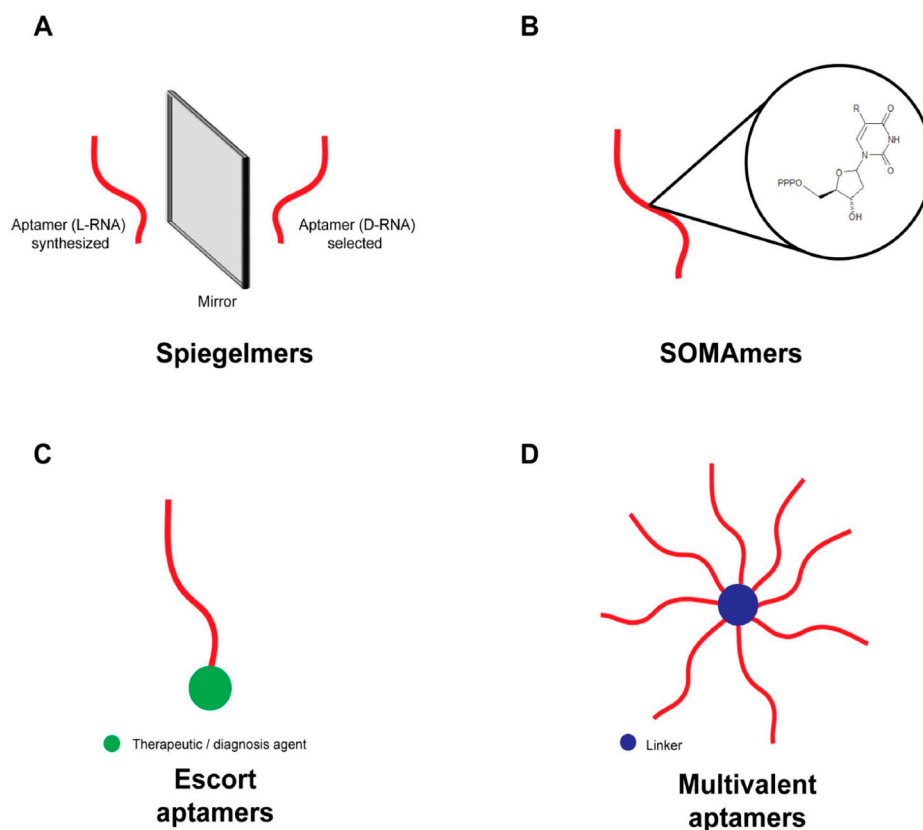 A
Aptamer (L-RNA)
synthesized
Aptamer (D-RNA)
selected
Mirror
Spiegelmers
B
R
O
NH
N
O
PPPO
O
OH
SOMAmers
C
Therapeutic / diagnosis agent
Escort
aptamers
D
Linker
Multivalent
aptamers